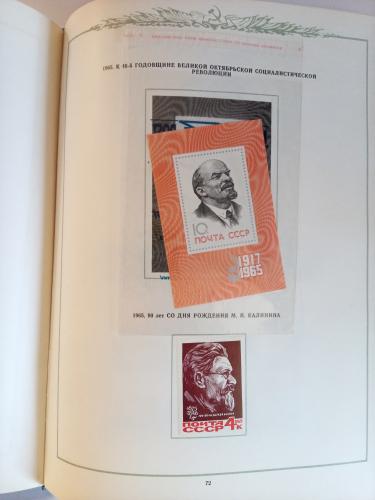 1965. К 48-й ГОДОВЩИНЕ ВЕЛИКОЙ ОКТЯБРЬСКОЙ СОЦИАЛИСТИЧЕСКОЙ
РЕВОЛЮЦИИ
10к
ПОЧТА СССР
1917
1965
1965. 90 лет СО ДНЯ РОЖДЕНИЯ М. И. КАЛИНИНА
ПОЧТА 4 К
СССР
72